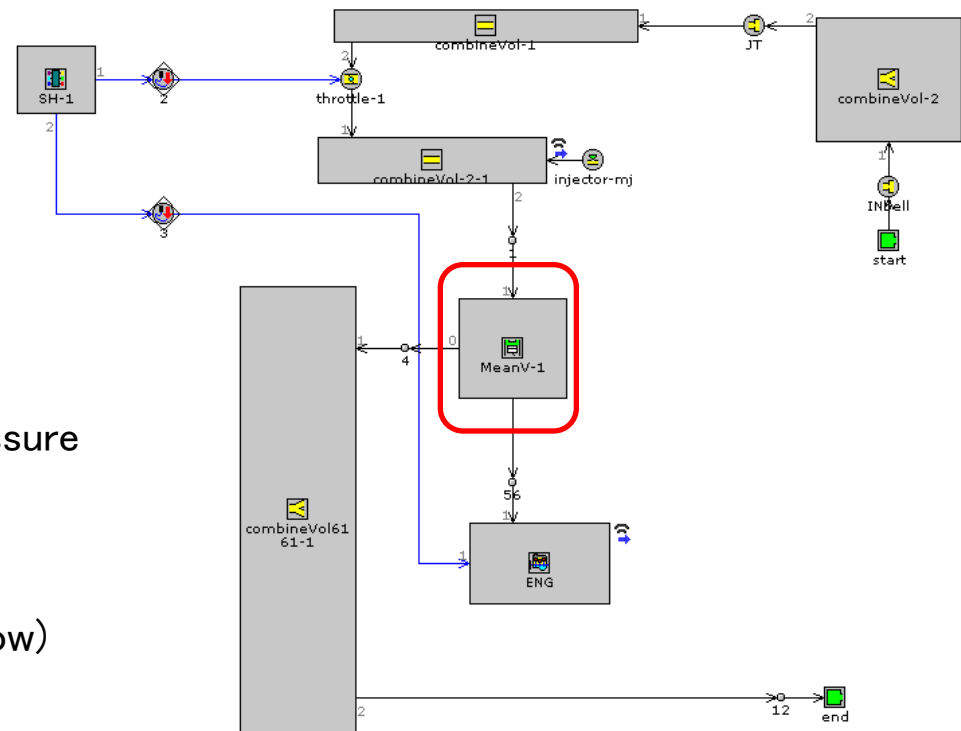 combineVol-1
2
1
JT
2
combineVol-2
1
INBell
start
SH-1
1
2
2
throttle-1
2
1
combineVol-2-1
injector-mj
2
3
1
1
MeanV-1
0
4
1
56
1
ENG
1
combineVol61
61-1
2
12
end
ssure
ow)